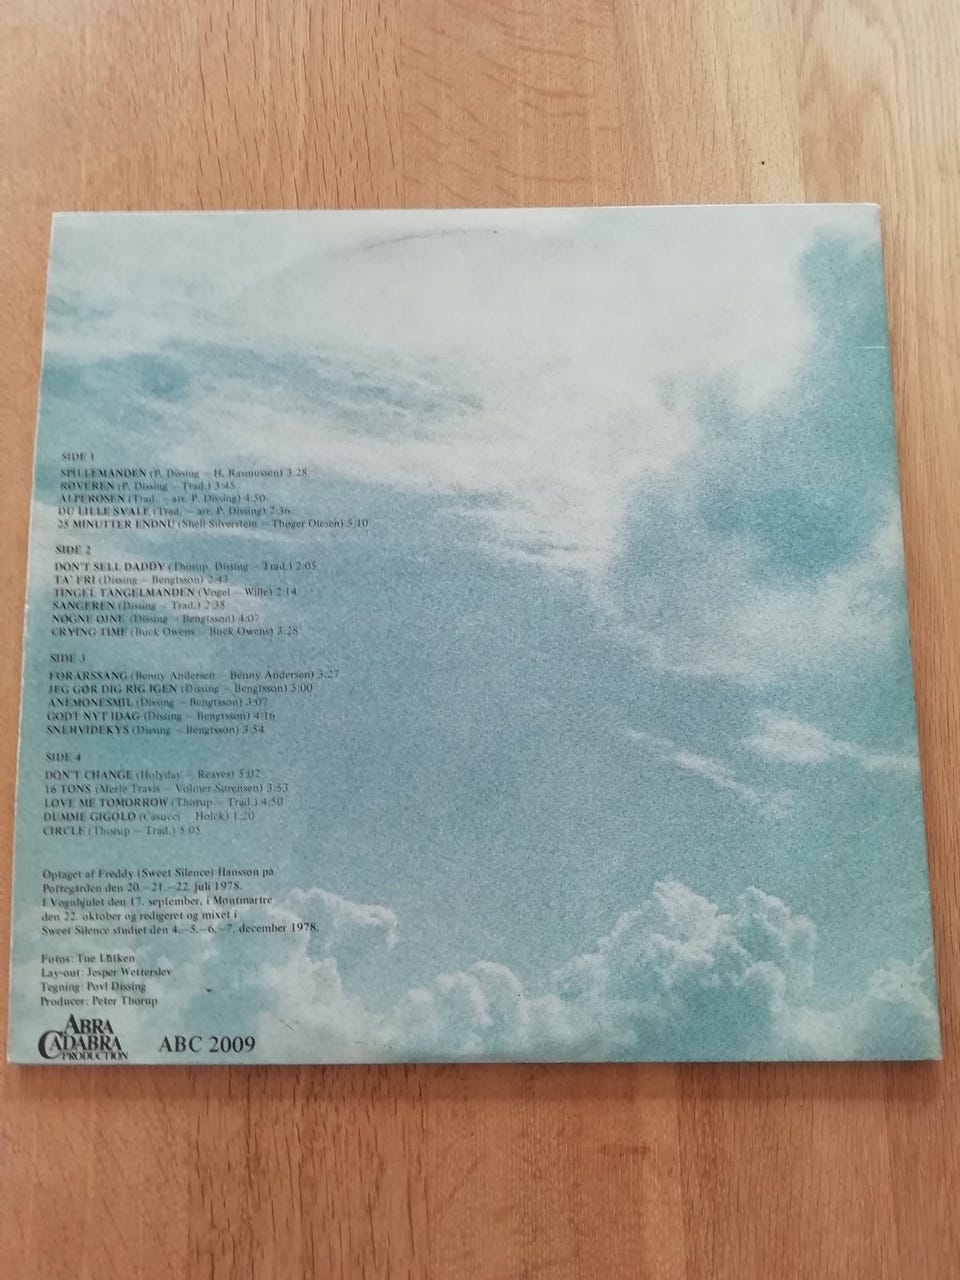 SIDE 1
SPILLEMANDEN (P. Dissing – H. Rasmussen) 3:28
RØVEREN (P. Dissing – Trad.) 3:45
ALPEROSEN (Trad. – arr. P. Dissing) 4:50
DU LILLE SVALE (Trad. – arr. P. Dissing) 2:36
25 MINUTTER ENDNU (Shell Silverstein – Thøger Olesen) 5:10
SIDE 2
DON'T SELL DADDY (Thorup, Dissing – Trad.) 2:05
TA' FRI (Dissing – Bengtsson) 2:47
TINGEL TANGELMANDEN (Vogel – Wille) 2:14
SANGEREN (Dissing – Trad.) 2:35
NØGNE ØJNE (Dissing – Bengtsson) 4:07
CRYING TIME (Buck Owens – Buck Owens) 3:28
SIDE 3
FORÅRSSANG (Benny Andersen – Benny Andersen) 3:27
JEG GØR DIG RIG IGEN (Dissing – Bengtsson) 5:00
ANEMONESMIL (Dissing – Bengtsson) 3:07
GODT NYT IDAG (Dissing – Bengtsson) 4:16
SNERVIDEKYS (Dissing – Bengtsson) 3:54
SIDE 4
DON'T CHANGE (Holyday – Reaves) 5:02
16 TONS (Merle Travis – Volmer Sørensen) 3:53
LOVE ME TOMORROW (Thorup – Trad.) 4:50
DUMME GIGOLO (Casucci – Holck) 1:20
CIRCLE (Thorup – Trad.) 5:05
Optaget af Freddy (Sweet Silence) Hansson på
Pottegården den 20.–21.–22. juli 1978.
I Vognhjulet den 17. september, i Montmartre
den 22. oktober og redigeret og mixet i
Sweet Silence studiet den 4.–5.–6.–7. december 1978.
Fotos: Tue Lütken
Lay-out: Jesper Wetterslev
Tegning: Povl Dissing
Producer: Peter Thorup
ABRA
CADABRA
PRODUCTION
ABC 2009